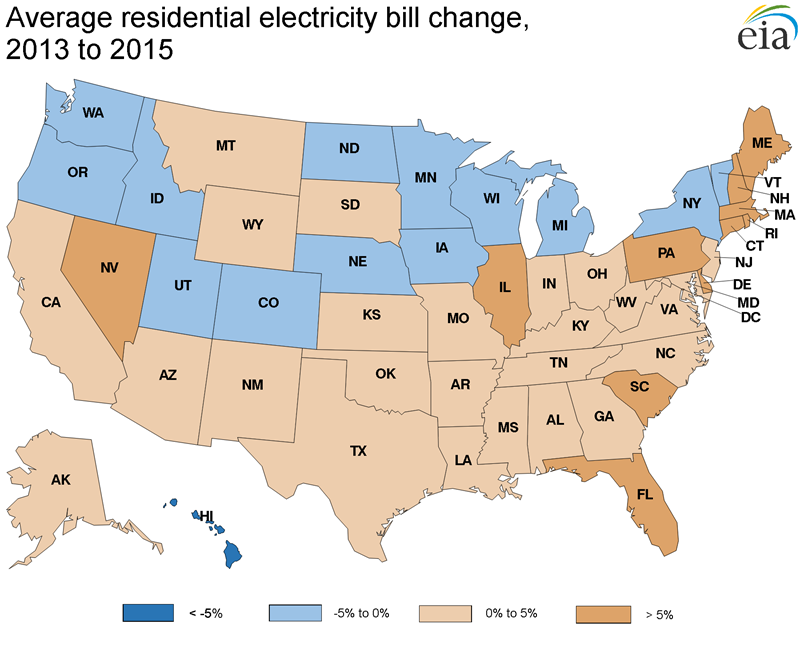 Average residential electricity bill change,
2013 to 2015
eia
WA
MT
ND
MN
ME
OR
ID
SD
WI
MI
NY
VT
NH
MA
RI
CT
WY
IA
NE
PA
NJ
NV
UT
CO
IL
IN
OH
DE
MD
DC
CA
KS
MO
WV
VA
KY
AZ
NM
OK
AR
TN
NC
SC
MS
AL
GA
TX
LA
AK
HI
FL
< -5%
-5% to 0%
0% to 5%
> 5%